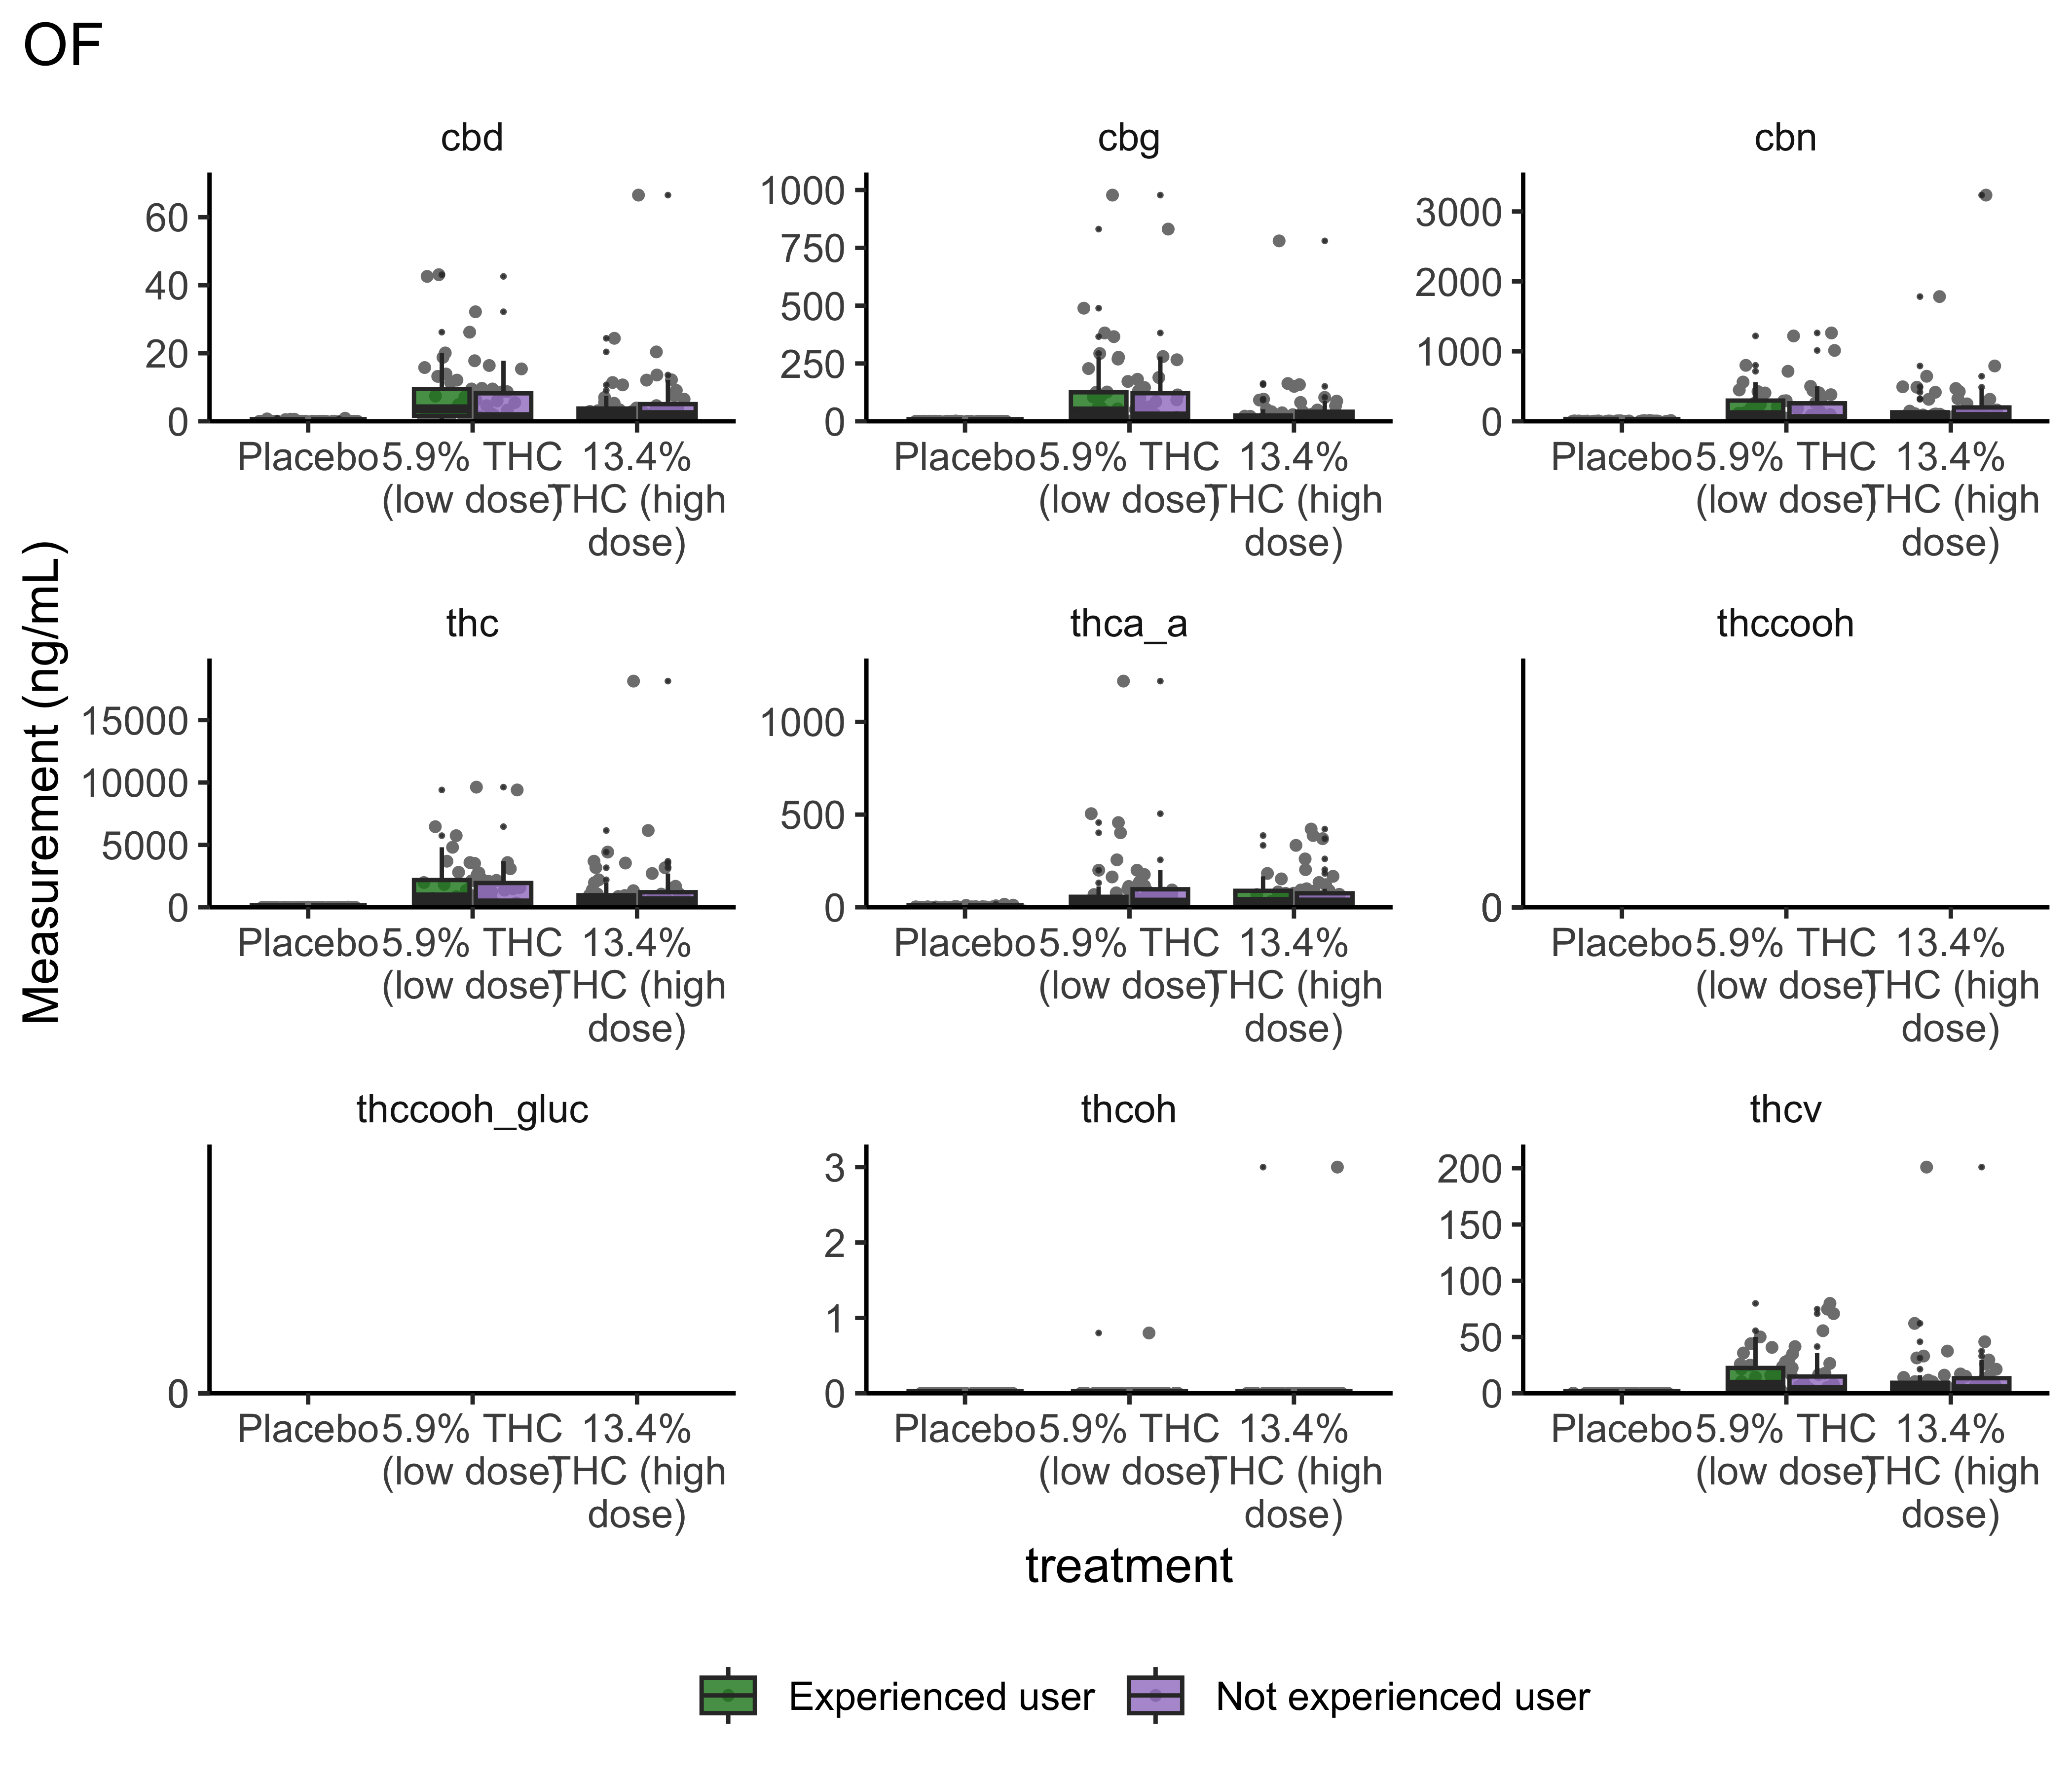 OF
cbd
cbg
cbn
60
40
20
0
1000
750
500
250
0
3000
2000
1000
0
Placebo
5.9% THC
(low dose)
13.4%
THC (high
dose)
Placebo
5.9% THC
(low dose)
13.4%
THC (high
dose)
Placebo
5.9% THC
(low dose)
13.4%
THC (high
dose)
Measurement (ng/mL)
thc
thca_a
thccooh
15000
10000
5000
0
1000
500
0
0
Placebo
5.9% THC
(low dose)
13.4%
THC (high
dose)
Placebo
5.9% THC
(low dose)
13.4%
THC (high
dose)
Placebo
5.9% THC
(low dose)
13.4%
THC (high
dose)
thccooh_gluc
thcoh
thcv
0
3
2
1
0
200
150
100
50
0
Placebo
5.9% THC
(low dose)
13.4%
THC (high
dose)
Placebo
5.9% THC
(low dose)
13.4%
THC (high
dose)
Placebo
5.9% THC
(low dose)
13.4%
THC (high
dose)
treatment
Experienced user
Not experienced user